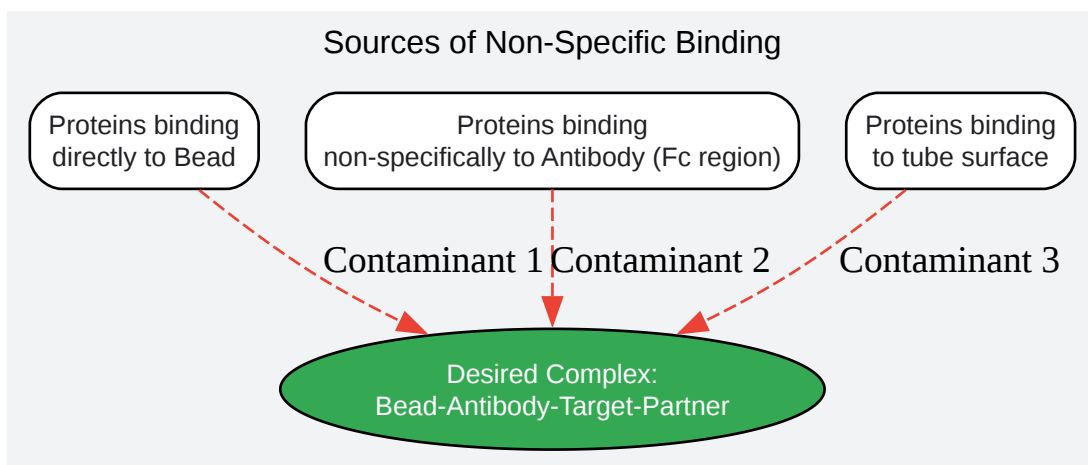 Sources of Non-Specific Binding
Proteins binding
directly to Bead
Proteins binding
non-specifically to Antibody (Fc region)
Proteins binding
to tube surface
Contaminant 1
Contaminant 2
Contaminant 3
Desired Complex:
Bead-Antibody-Target-Partner